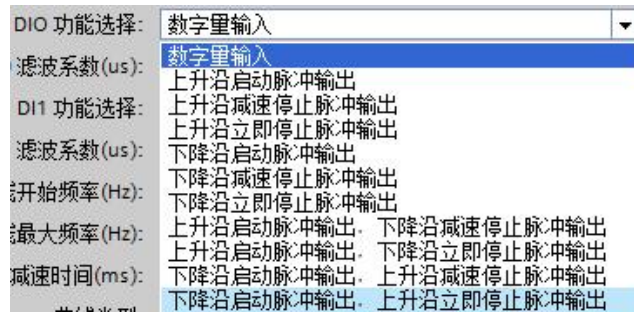 DIO 功能选择: 数字里输入
滤波系数(us): 数字里输入
上升沿启动脉冲输出
DI1 功能选择: 上升沿减速停止脉冲输出
上升沿立即停止脉冲输出
滤波系数(us): 下降沿启动脉冲输出
下降沿减速停止脉冲输出
开始频率(Hz): 下降沿立即停止脉冲输出
最大频率(Hz): 上升沿启动脉冲输出, 下降沿减速停止脉冲输出
上升沿启动脉冲输出, 下降沿立即停止脉冲输出
减速时间(ms): 下降沿启动脉冲输出, 上升沿减速停止脉冲输出
下降沿启动脉冲输出, 上升沿立即停止脉冲输出